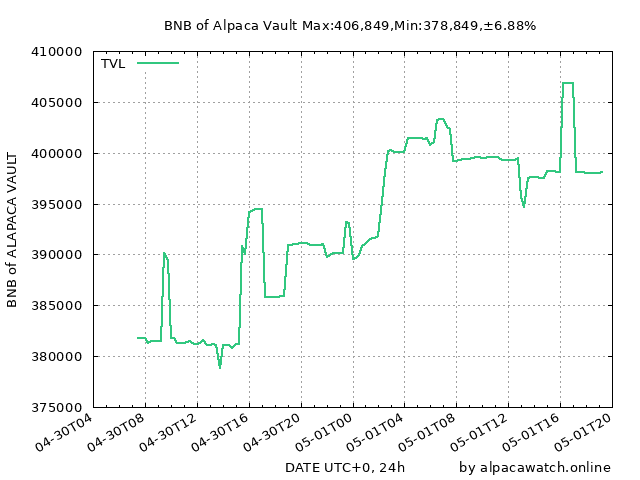 BNB of Alpaca Vault Max:406,849,Min:378,849,±6.88%
TVL
410000
405000
400000
395000
390000
385000
380000
375000
BNB of ALAPACA VAULT
04-30T04
04-30T08
04-30T12
04-30T16
04-30T20
05-01T00
05-01T04
05-01T08
05-01T12
05-01T16
05-01T20
DATE UTC+0, 24h
by alpacawatch.online